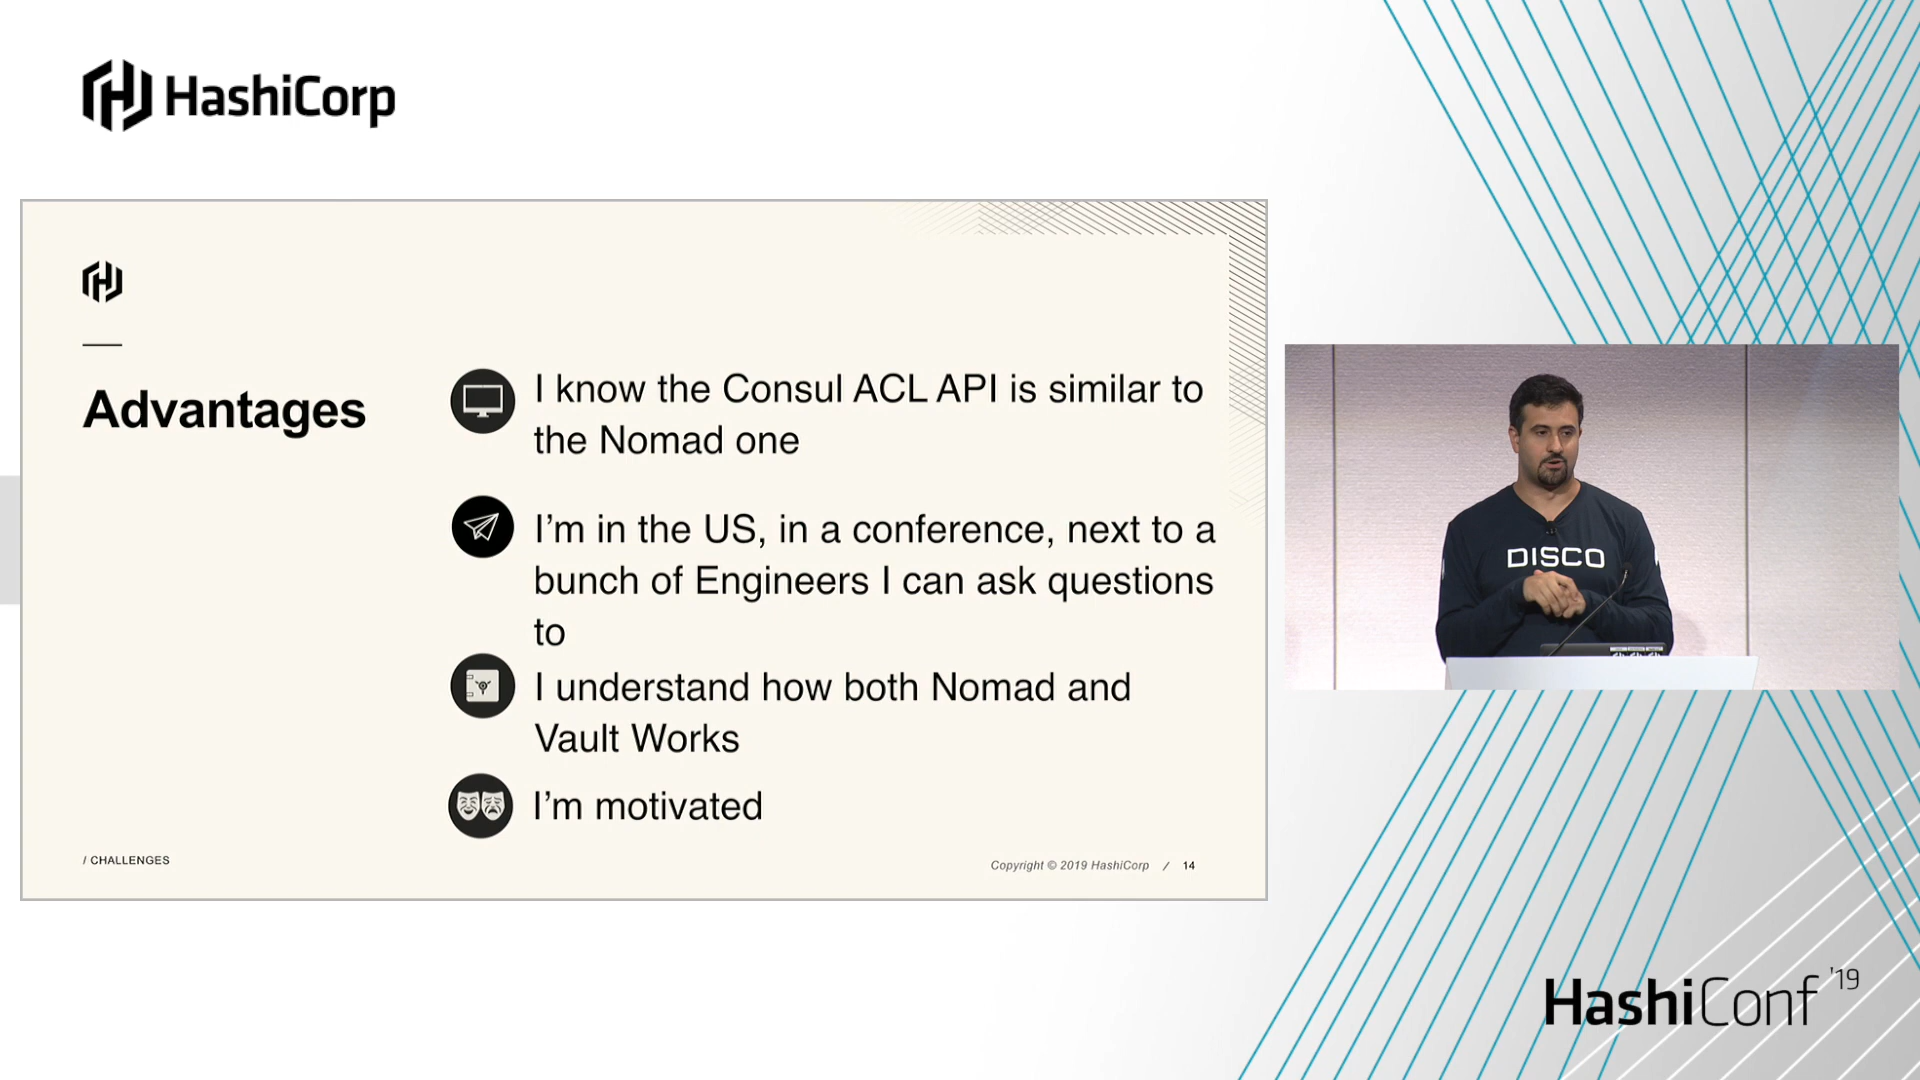 HashiCorp
Advantages
I know the Consul ACL API is similar to
the Nomad one
I'm in the US, in a conference, next to a
bunch of Engineers I can ask questions
to
I understand how both Nomad and
Vault Works
I'm motivated
/ CHALLENGES
Copyright © 2019 HashiCorp / 14
DISCO
HashiConf '19